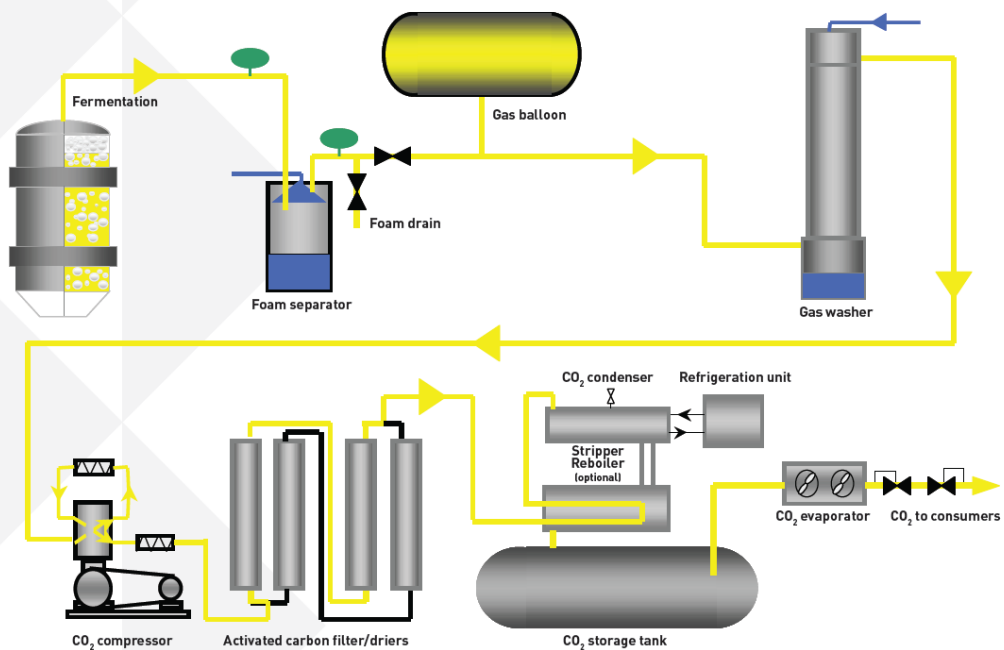 Fermentation
Gas balloon
Foam drain
Foam separator
Gas washer
CO₂ condenser
Refrigeration unit
Stripper
Reboiler
(optional)
CO₂ evaporator
CO₂ to consumers
CO₂ compressor
Activated carbon filter/driers
CO₂ storage tank